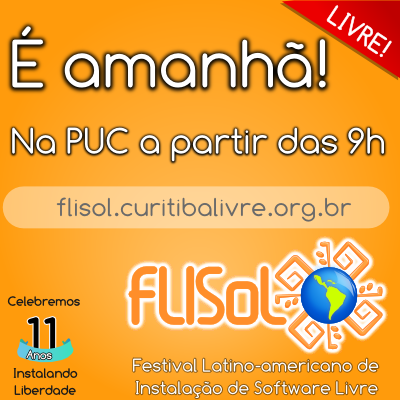 LIVRE!
É amanhã!
Na PUC a partir das 9h
flisol.curitibalivre.org.br
FLISoL
Celebremos
11
Anos
Instalando
Liberdade
Festival Latino-americano de
Instalação de Software Livre